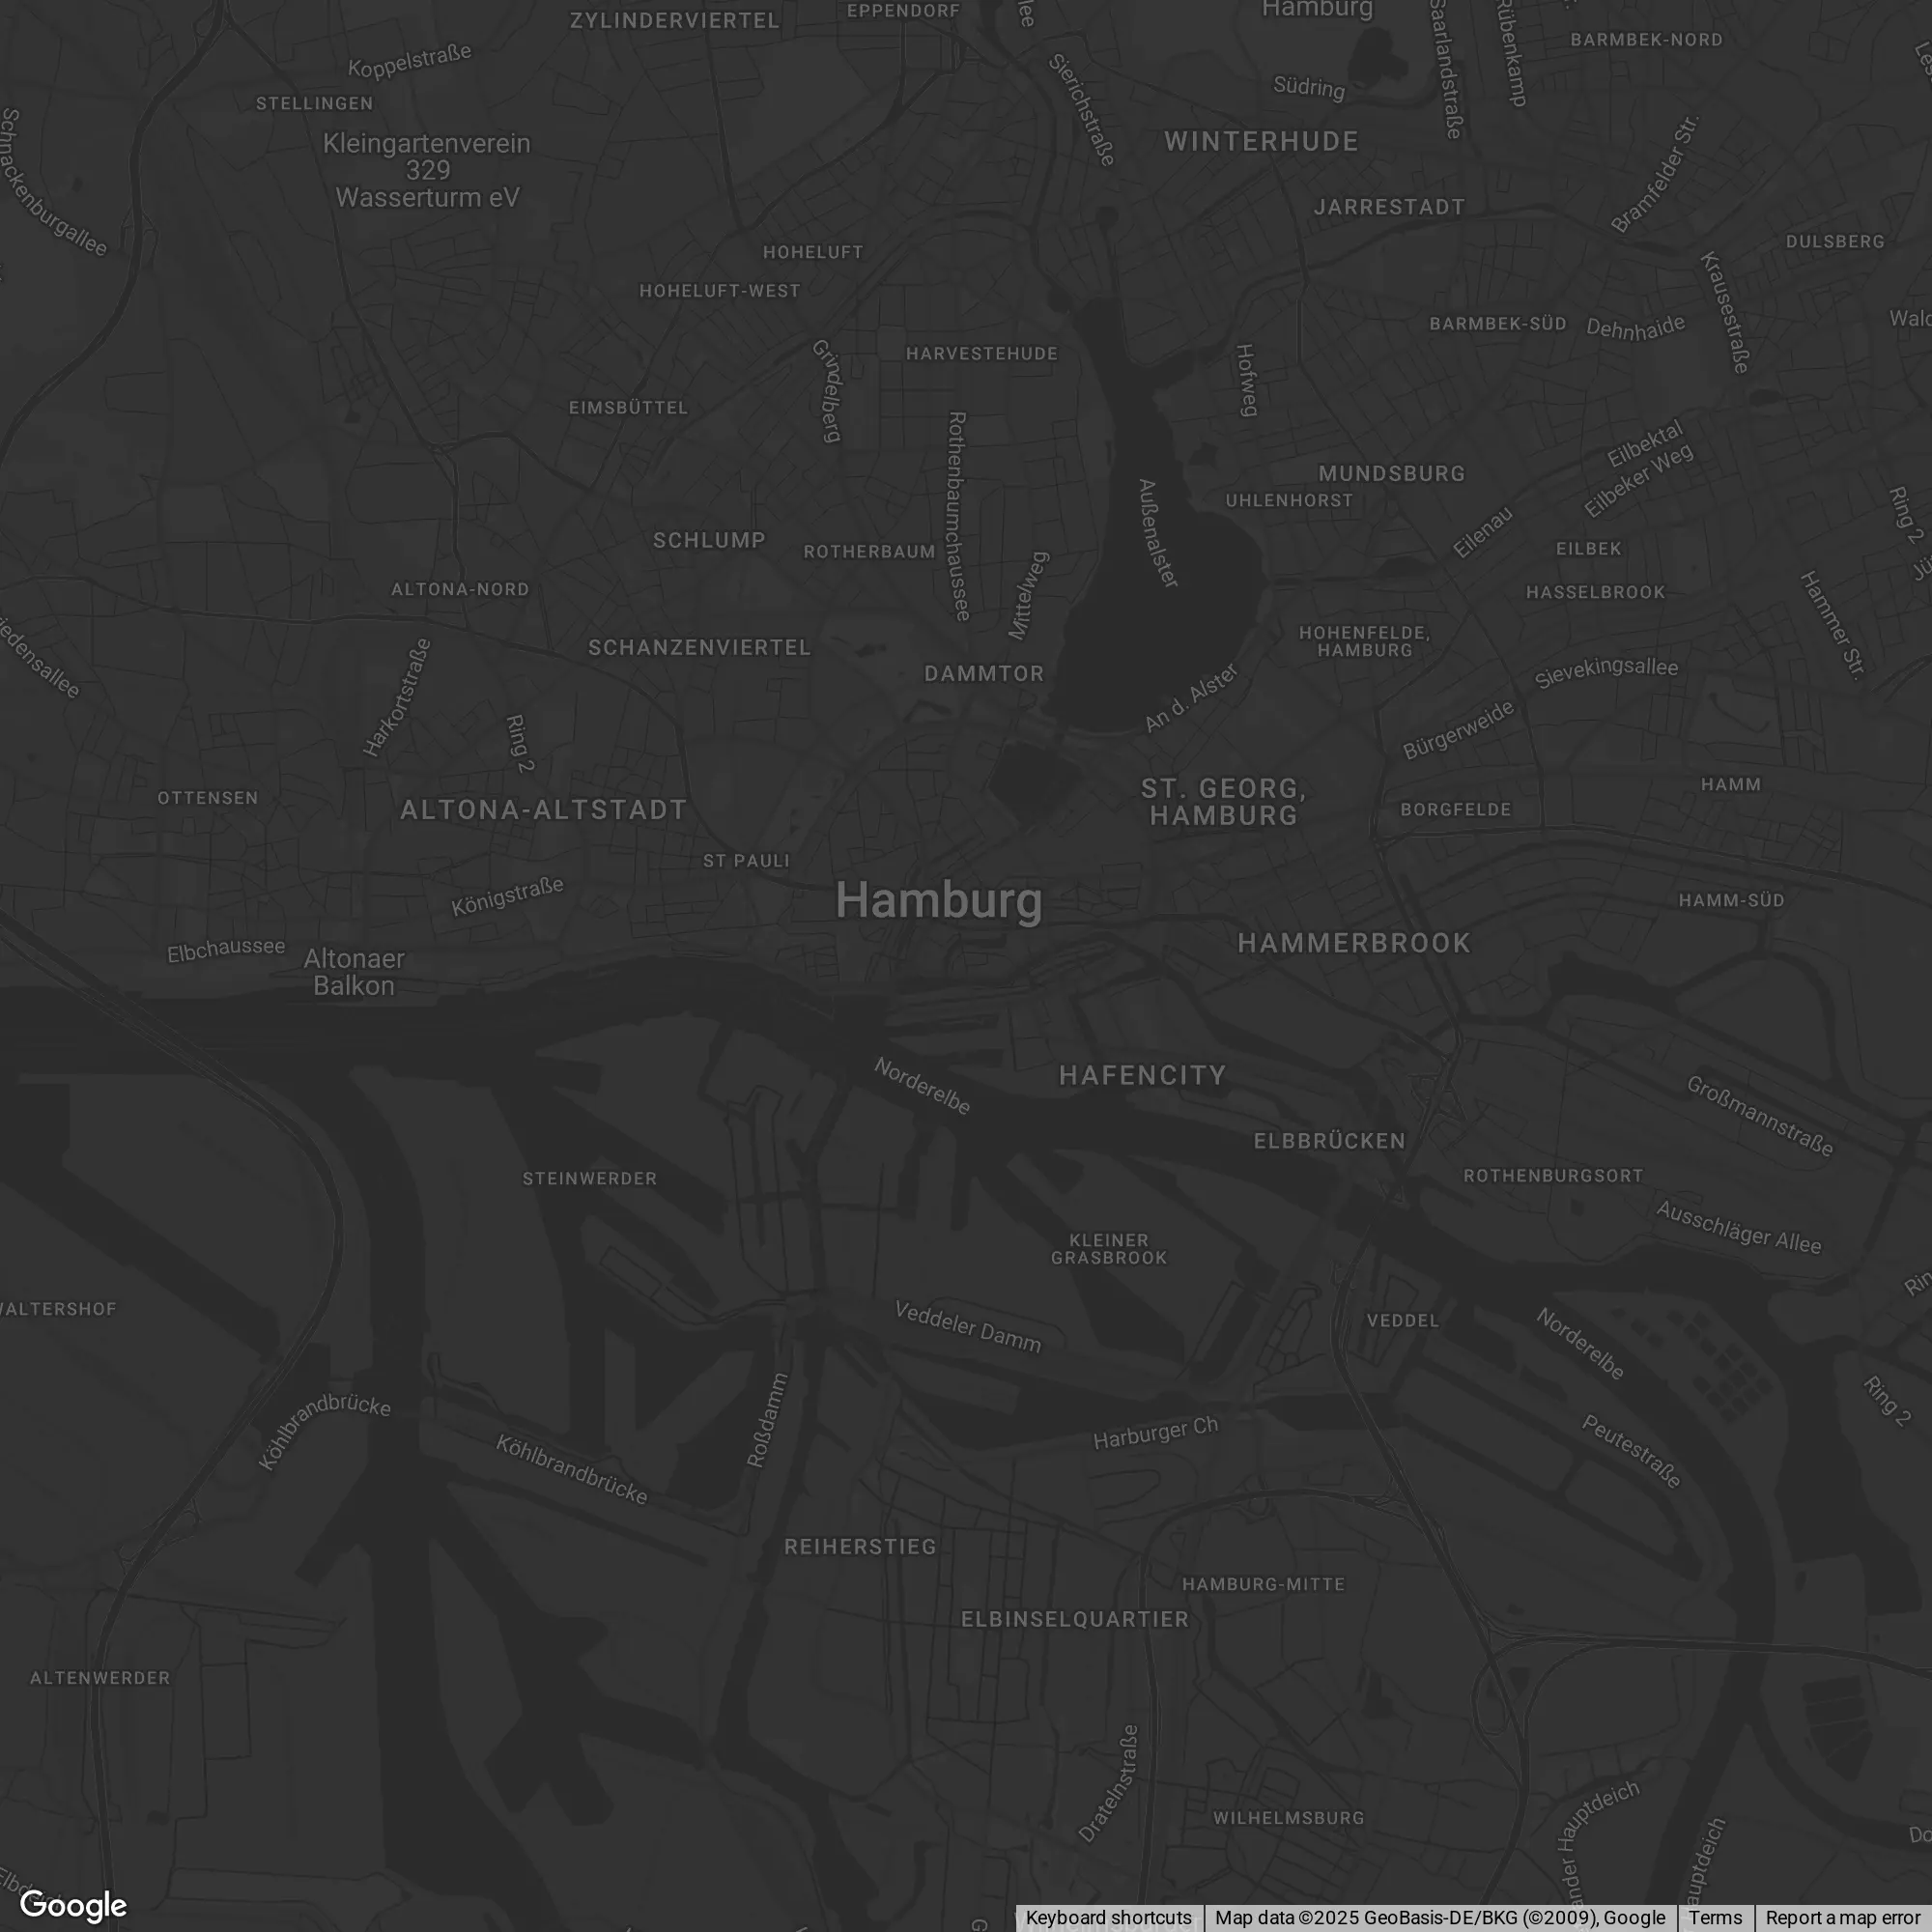 ZYLINDERVIERTEL
EPPENDORF
Hamburg
Saarlandstraße
Rübenkamp
BARMBEK-NORD
Koppelstraße
Sierichstraße
Südring
STELLINGEN
Schnackenburgallee
Kleingartenverein
329
Wasserturm eV
WINTERHUDE
Bramfelder Str.
JARRESTADT
DULSBERG
HOHELUFT
Krausestraße
HOHELUFT-WEST
BARMBEK-SÜD
Dehnhaide
HARVESTEHUDE
Grindelberg
Hofweg
EIMSBÜTTEL
Rothenbaumchaussee
Eilbektal
Eilbeker Weg
MUNDSBURG
UHLENHORST
Außenalster
Ring 2
Eilenau
SCHLUMP
ROTHERBAUM
EILBEK
Mittelweg
ALTONA-NORD
HASSELBROOK
Hammer Str.
HOHENFELDE,
HAMBURG
SCHANZENVIERTEL
Sievekingsallee
DAMMTOR
Harkortstraße
An d. Alster
Ring 2
Bürgerweide
OTTENSEN
ALTONA-ALTSTADT
ST. GEORG,
HAMBURG
HAMM
BORGFELDE
ST PAULI
Königstraße
Hamburg
HAMM-SÜD
Elbchaussee
Altonaer
Balkon
HAMMERBROOK
Norderelbe
HAFENCITY
Großmannstraße
ELBBRÜCKEN
STEINWERDER
ROTHENBURGSORT
KLEINER
GRASBROOK
Ausschläger Allee
Veddeler Damm
VEDDEL
Norderelbe
Köhlbrandbrücke
Roßdamm
Ring 2
Harburger Ch
Peutestraße
Köhlbrandbrücke
REIHERSTIEG
HAMBURG-MITTE
ELBINSELQUARTIER
ALTENWERDER
Dratelnstraße
WILHELMSBURG
Google
Keyboard shortcuts
Map data ©2025 GeoBasis-DE/BKG (©2009), Google
Terms
Report a map error